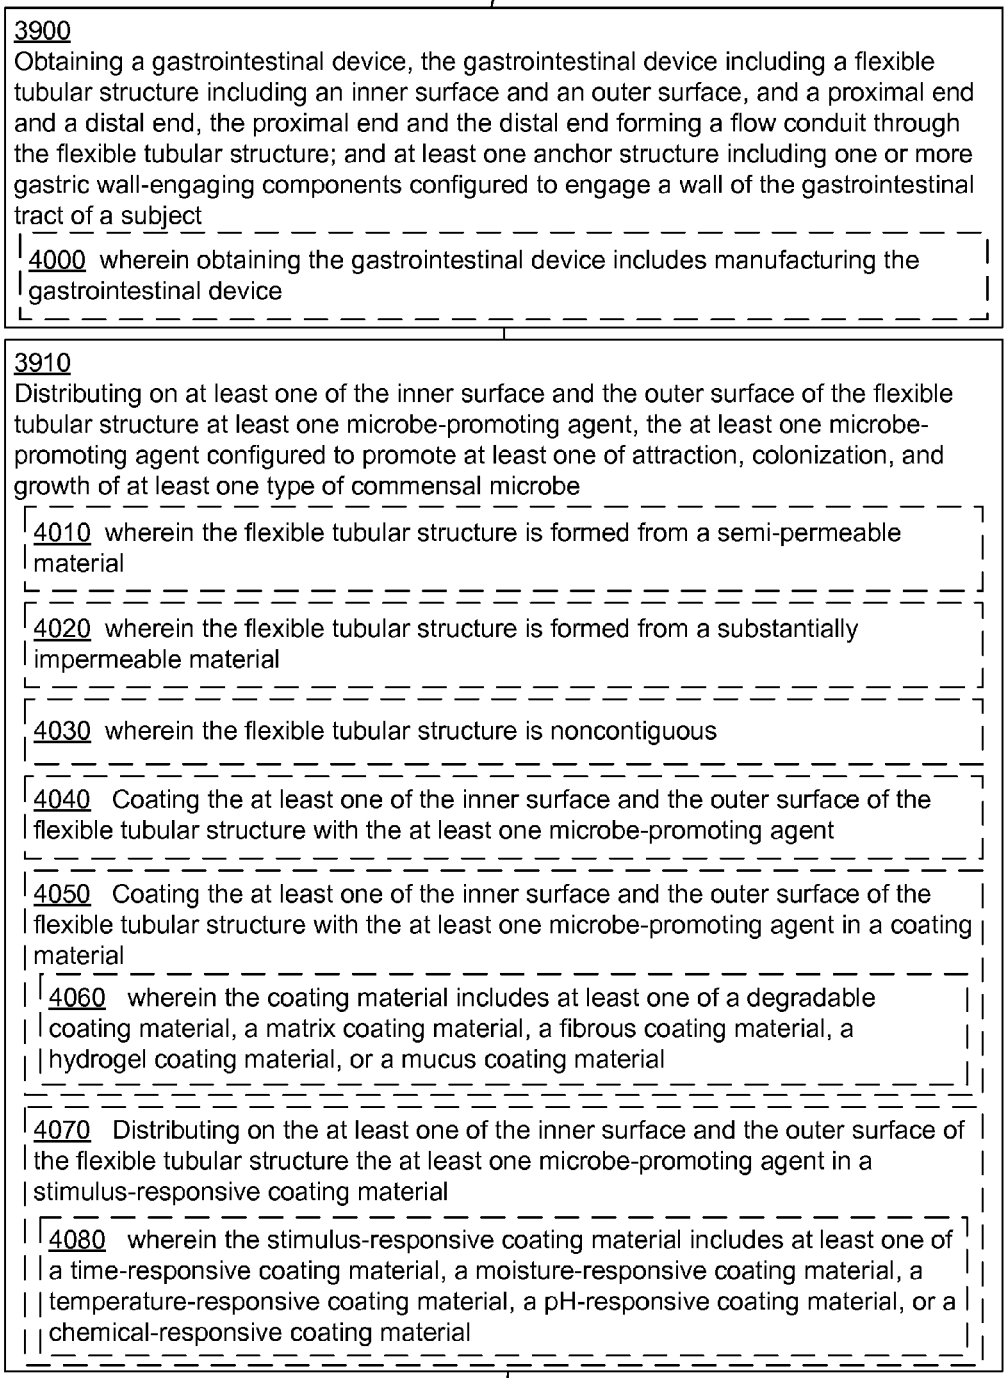 3900
Obtaining a gastrointestinal device, the gastrointestinal device including a flexible
tubular structure including an inner surface and an outer surface, and a proximal end
and a distal end, the proximal end and the distal end forming a flow conduit through
the flexible tubular structure; and at least one anchor structure including one or more
gastric wall-engaging components configured to engage a wall of the gastrointestinal
tract of a subject
4000 wherein obtaining the gastrointestinal device includes manufacturing the
gastrointestinal device
3910
Distributing on at least one of the inner surface and the outer surface of the flexible
tubular structure at least one microbe-promoting agent, the at least one microbe-
promoting agent configured to promote at least one of attraction, colonization, and
growth of at least one type of commensal microbe
4010 wherein the flexible tubular structure is formed from a semi-permeable
material
4020 wherein the flexible tubular structure is formed from a substantially
impermeable material
4030 wherein the flexible tubular structure is noncontiguous
4040 Coating the at least one of the inner surface and the outer surface of the
flexible tubular structure with the at least one microbe-promoting agent
4050 Coating the at least one of the inner surface and the outer surface of the
flexible tubular structure with the at least one microbe-promoting agent in a coating
material
4060 wherein the coating material includes at least one of a degradable
coating material, a matrix coating material, a fibrous coating material, a
hydrogel coating material, or a mucus coating material
4070 Distributing on the at least one of the inner surface and the outer surface of
the flexible tubular structure the at least one microbe-promoting agent in a
stimulus-responsive coating material
4080 wherein the stimulus-responsive coating material includes at least one of
a time-responsive coating material, a moisture-responsive coating material, a
temperature-responsive coating material, a pH-responsive coating material, or a
chemical-responsive coating material